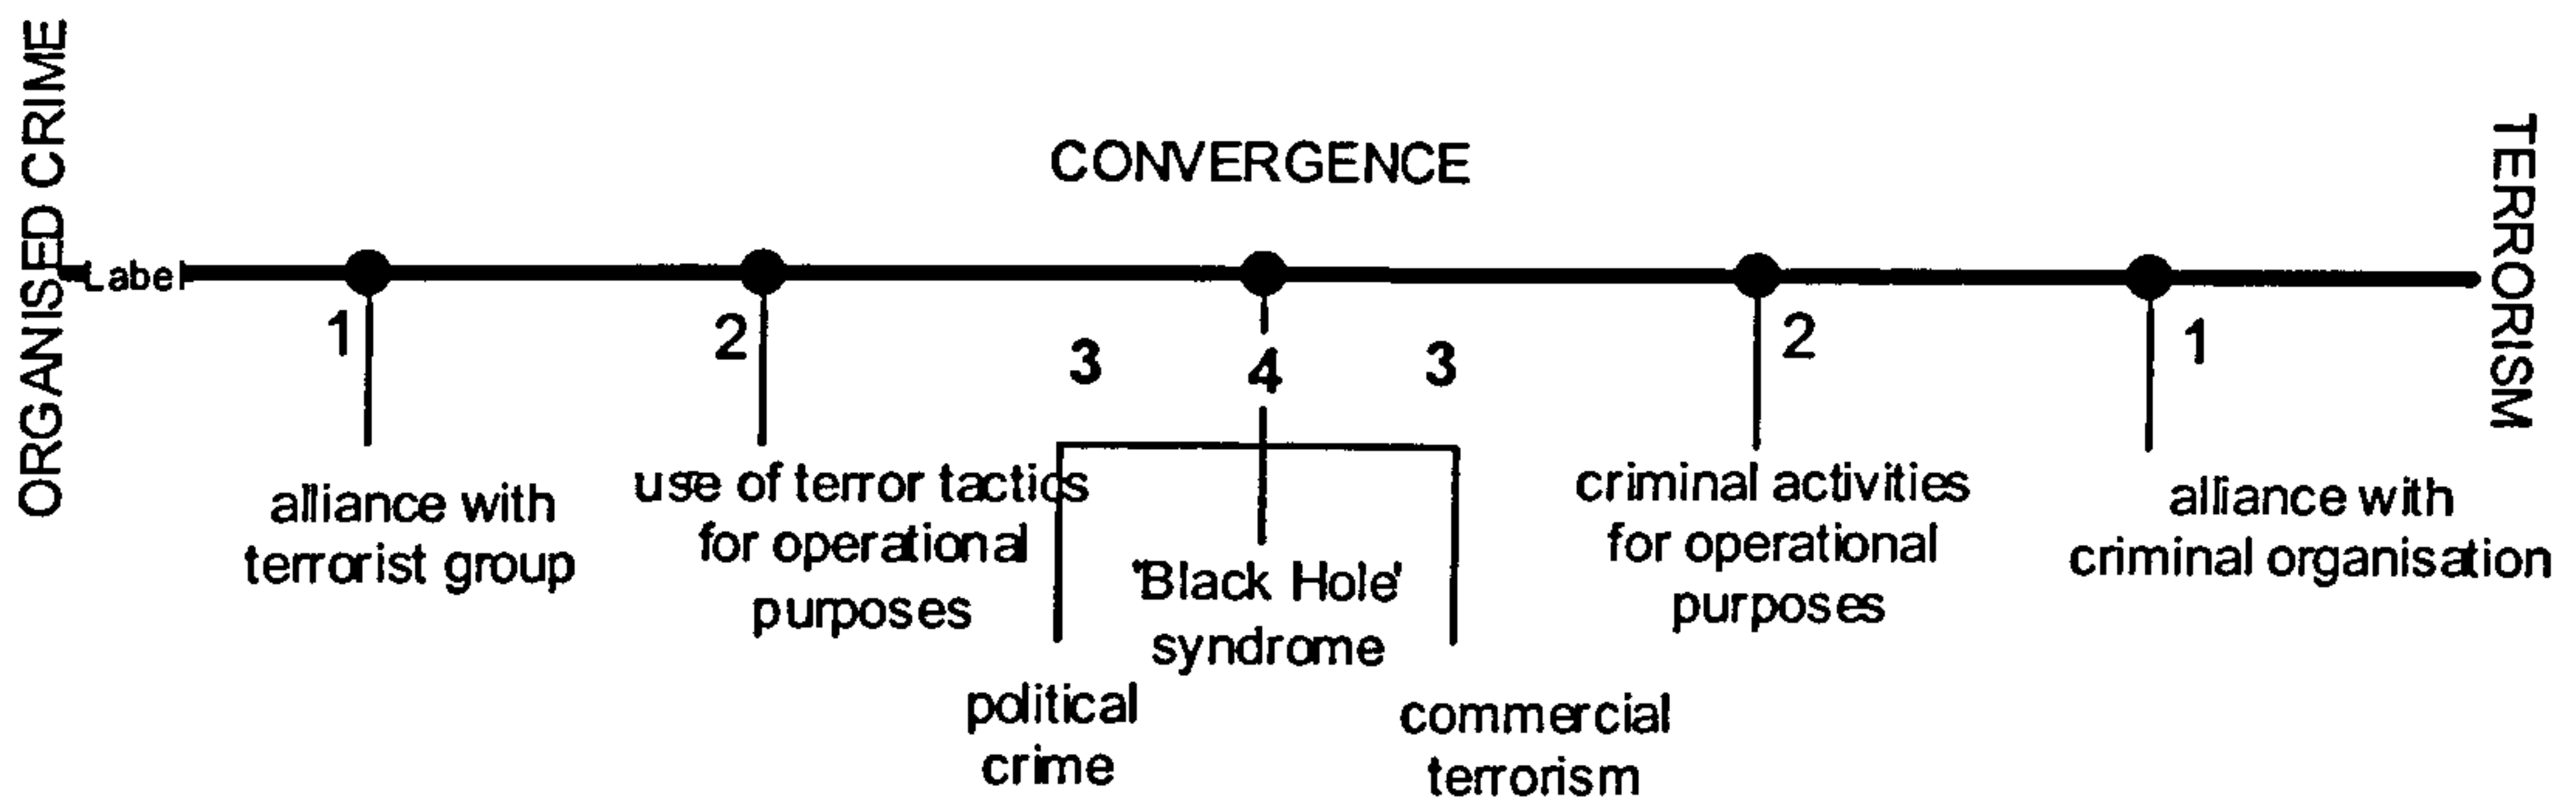 ORGANISED CRIME
CONVERGENCE
TERRORISM
Label
1
2
3
4
3
2
1
alliance with
terrorist group
use of terror tactics
for operational
purposes
'Black Hole'
syndrome
political
crime
commercial
terrorism
criminal activities
for operational
purposes
alliance with
criminal organisation